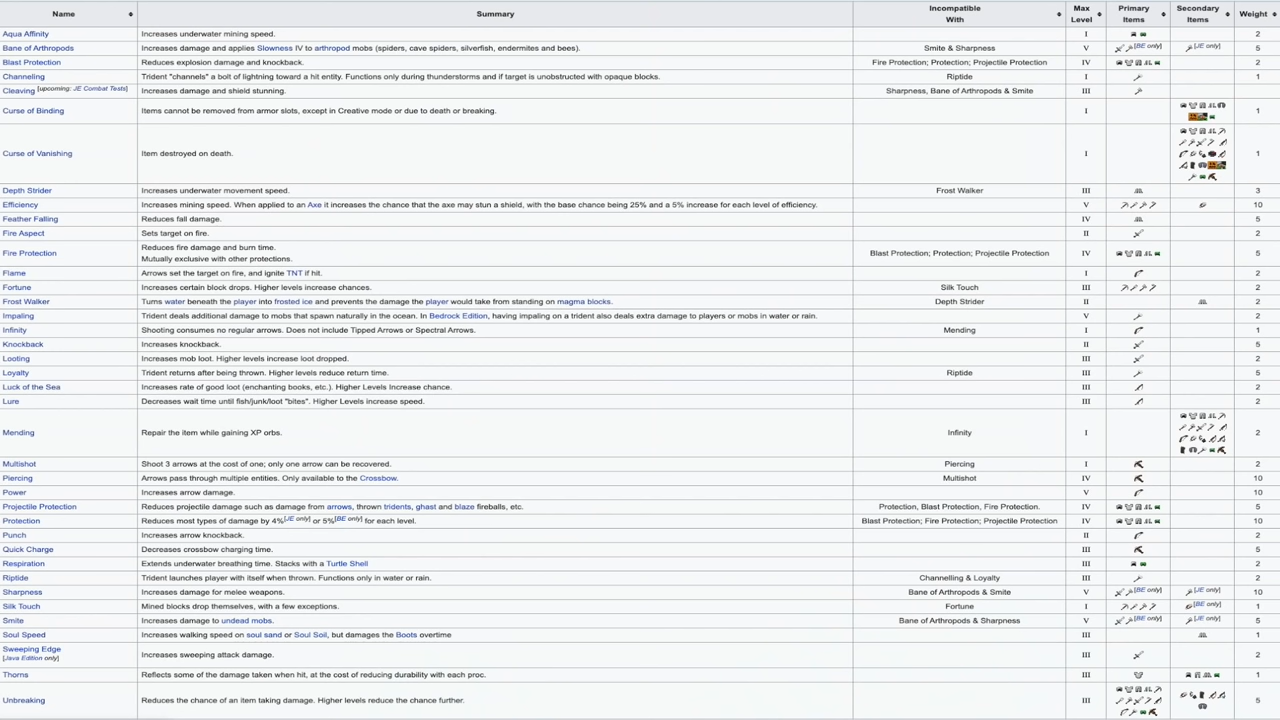 Name Summary Incompatible With Max Level Primary Items Secondary Items Weight
Aqua Affinity Increases underwater mining speed. I 2
Bane of Arthropods Increases damage and applies Slowness IV to arthropod mobs (spiders, cave spiders, silverfish, endermites and bees). Smite & Sharpness V [BE only] [JE only] 5
Blast Protection Reduces explosion damage and knockback. Fire Protection; Protection; Projectile Protection IV 2
Channeling Trident "channels" a bolt of lightning toward a hit entity. Functions only during thunderstorms and if target is unobstructed with opaque blocks. Riptide I 1
Cleaving [upcoming: JE Combat Tests] Increases damage and shield stunning. Sharpness, Bane of Arthropods & Smite III
Curse of Binding Items cannot be removed from armor slots, except in Creative mode or due to death or breaking. I 1
Curse of Vanishing Item destroyed on death. I 1
Depth Strider Increases underwater movement speed. Frost Walker III 3
Efficiency Increases mining speed. When applied to an Axe it increases the chance that the axe may stun a shield, with the base chance being 25% and a 5% increase for each level of efficiency. V 10
Feather Falling Reduces fall damage. IV 5
Fire Aspect Sets target on fire. II 2
Fire Protection Reduces fire damage and burn time.
Mutually exclusive with other protections. Blast Protection; Protection; Projectile Protection IV 5
Flame Arrows set the target on fire, and ignite TNT if hit. I 2
Fortune Increases certain block drops. Higher levels increase chances. Silk Touch III 2
Frost Walker Turns water beneath the player into frosted ice and prevents the damage the player would take from standing on magma blocks. Depth Strider II 2
Impaling Trident deals additional damage to mobs that spawn naturally in the ocean. In Bedrock Edition, having impaling on a trident also deals extra damage to players or mobs in water or rain. V 2
Infinity Shooting consumes no regular arrows. Does not include Tipped Arrows or Spectral Arrows. Mending I 1
Knockback Increases knockback. II 5
Looting Increases mob loot. Higher levels increase loot dropped. III 2
Loyalty Trident returns after being thrown. Higher levels reduce return time. Riptide III 5
Luck of the Sea Increases rate of good loot (enchanting books, etc.). Higher Levels Increase chance. III 2
Lure Decreases wait time until fish/junk/loot "bites". Higher Levels increase speed. III 2
Mending Repair the item while gaining XP orbs. Infinity I 2
Multishot Shoot 3 arrows at the cost of one; only one arrow can be recovered. Piercing I 2
Piercing Arrows pass through multiple entities. Only available to the Crossbow. Multishot IV 10
Power Increases arrow damage. V 10
Projectile Protection Reduces projectile damage such as damage from arrows, thrown tridents, ghast and blaze fireballs, etc. Protection, Blast Protection, Fire Protection. IV 5
Protection Reduces most types of damage by 4%[JE only] or 5%[BE only] for each level. Blast Protection; Fire Protection; Projectile Protection IV 10
Punch Increases arrow knockback. II 2
Quick Charge Decreases crossbow charging time. III 5
Respiration Extends underwater breathing time. Stacks with a Turtle Shell III 2
Riptide Trident launches player with itself when thrown. Functions only in water or rain. Channelling & Loyalty III 2
Sharpness Increases damage for melee weapons. Bane of Arthropods & Smite V [BE only] [JE only] 10
Silk Touch Mined blocks drop themselves, with a few exceptions. Fortune I [BE only] 1
Smite Increases damage to undead mobs. Bane of Arthropods & Sharpness V [BE only] [JE only] 5
Soul Speed Increases walking speed on soul sand or Soul Soil, but damages the Boots overtime III 1
Sweeping Edge
[Java Edition only] Increases sweeping attack damage. III 2
Thorns Reflects some of the damage taken when hit, at the cost of reducing durability with each proc. III 1
Unbreaking Reduces the chance of an item taking damage. Higher levels reduce the chance further. III 5